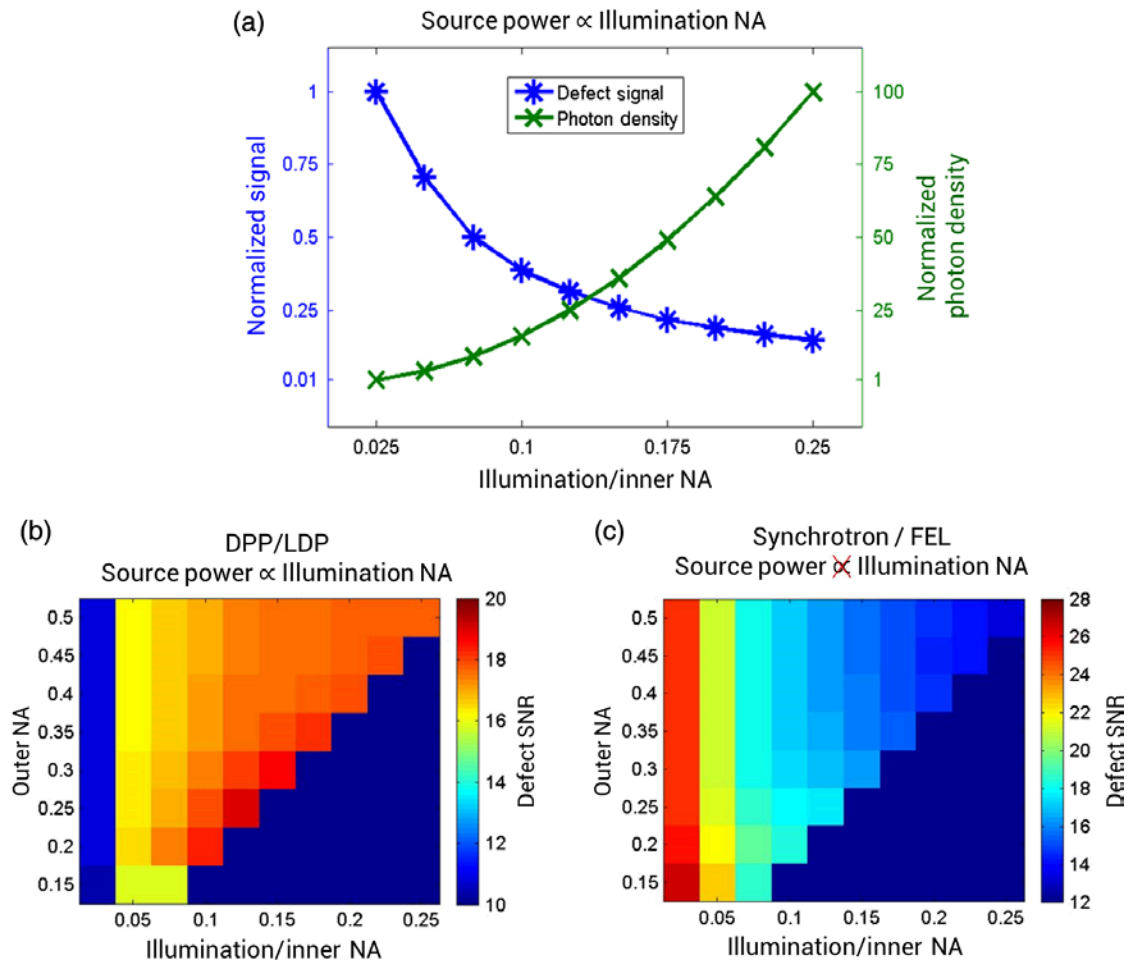 (a)
Source power ∝ Illumination NA
Defect signal
Photon density
Normalized signal
1
0.75
0.5
0.25
0.01
100
75
50
25
1
Normalized
photon density
0.025
0.1
0.175
0.25
Illumination/inner NA
(b)
DPP/LDP
Source power ∝ Illumination NA
Outer NA
0.5
0.45
0.4
0.35
0.3
0.25
0.2
0.15
0.05
0.1
0.15
0.2
0.25
Illumination/inner NA
20
18
16
14
12
10
Defect SNR
(c)
Synchrotron / FEL
Source power ∝ Illumination NA
Outer NA
0.5
0.45
0.4
0.35
0.3
0.25
0.2
0.15
0.05
0.1
0.15
0.2
0.25
Illumination/inner NA
28
26
24
22
20
18
16
14
12
Defect SNR